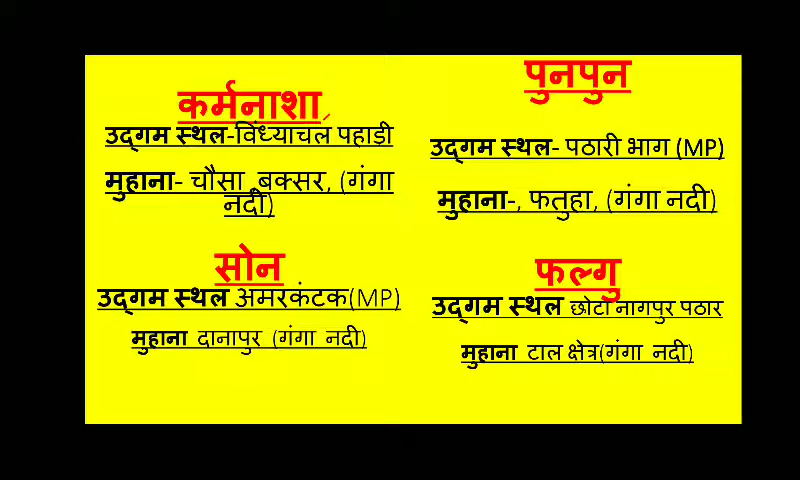 कर्मनाशा
उद्गम स्थल-विंध्याचल पहाडी
मुहाना- चौसा ,बक्सर, (गंगा
नदी)
पुनपुन
उद्गम स्थल- पठारी भाग (MP)
मुहाना-, फतुहा, (गंगा नदी)
सोन
उद्गम स्थल अमरकंटक(MP)
मुहाना दानापुर (गंगा नदी)
फल्गु
उद्गम स्थल छोटा नागपुर पठार
मुहाना टाल क्षेत्र(गंगा नदी)